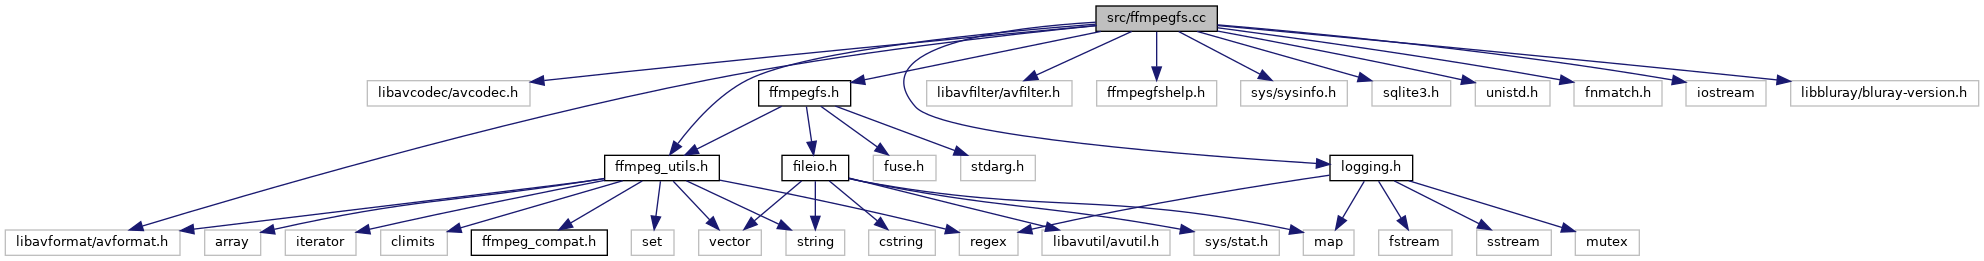 src/ffmpegfs.cc
libavcodec/avcodec.h
ffmpegfs.h
libavfilter/avfilter.h
ffmpegfshelp.h
sys/sysinfo.h
sqlite3.h
unistd.h
fnmatch.h
iostream
libbluray/bluray-version.h
ffmpeg_utils.h
fileio.h
fuse.h
stdarg.h
logging.h
libavformat/avformat.h
array
iterator
climits
ffmpeg_compat.h
set
vector
string
cstring
regex
libavutil/avutil.h
sys/stat.h
map
fstream
sstream
mutex